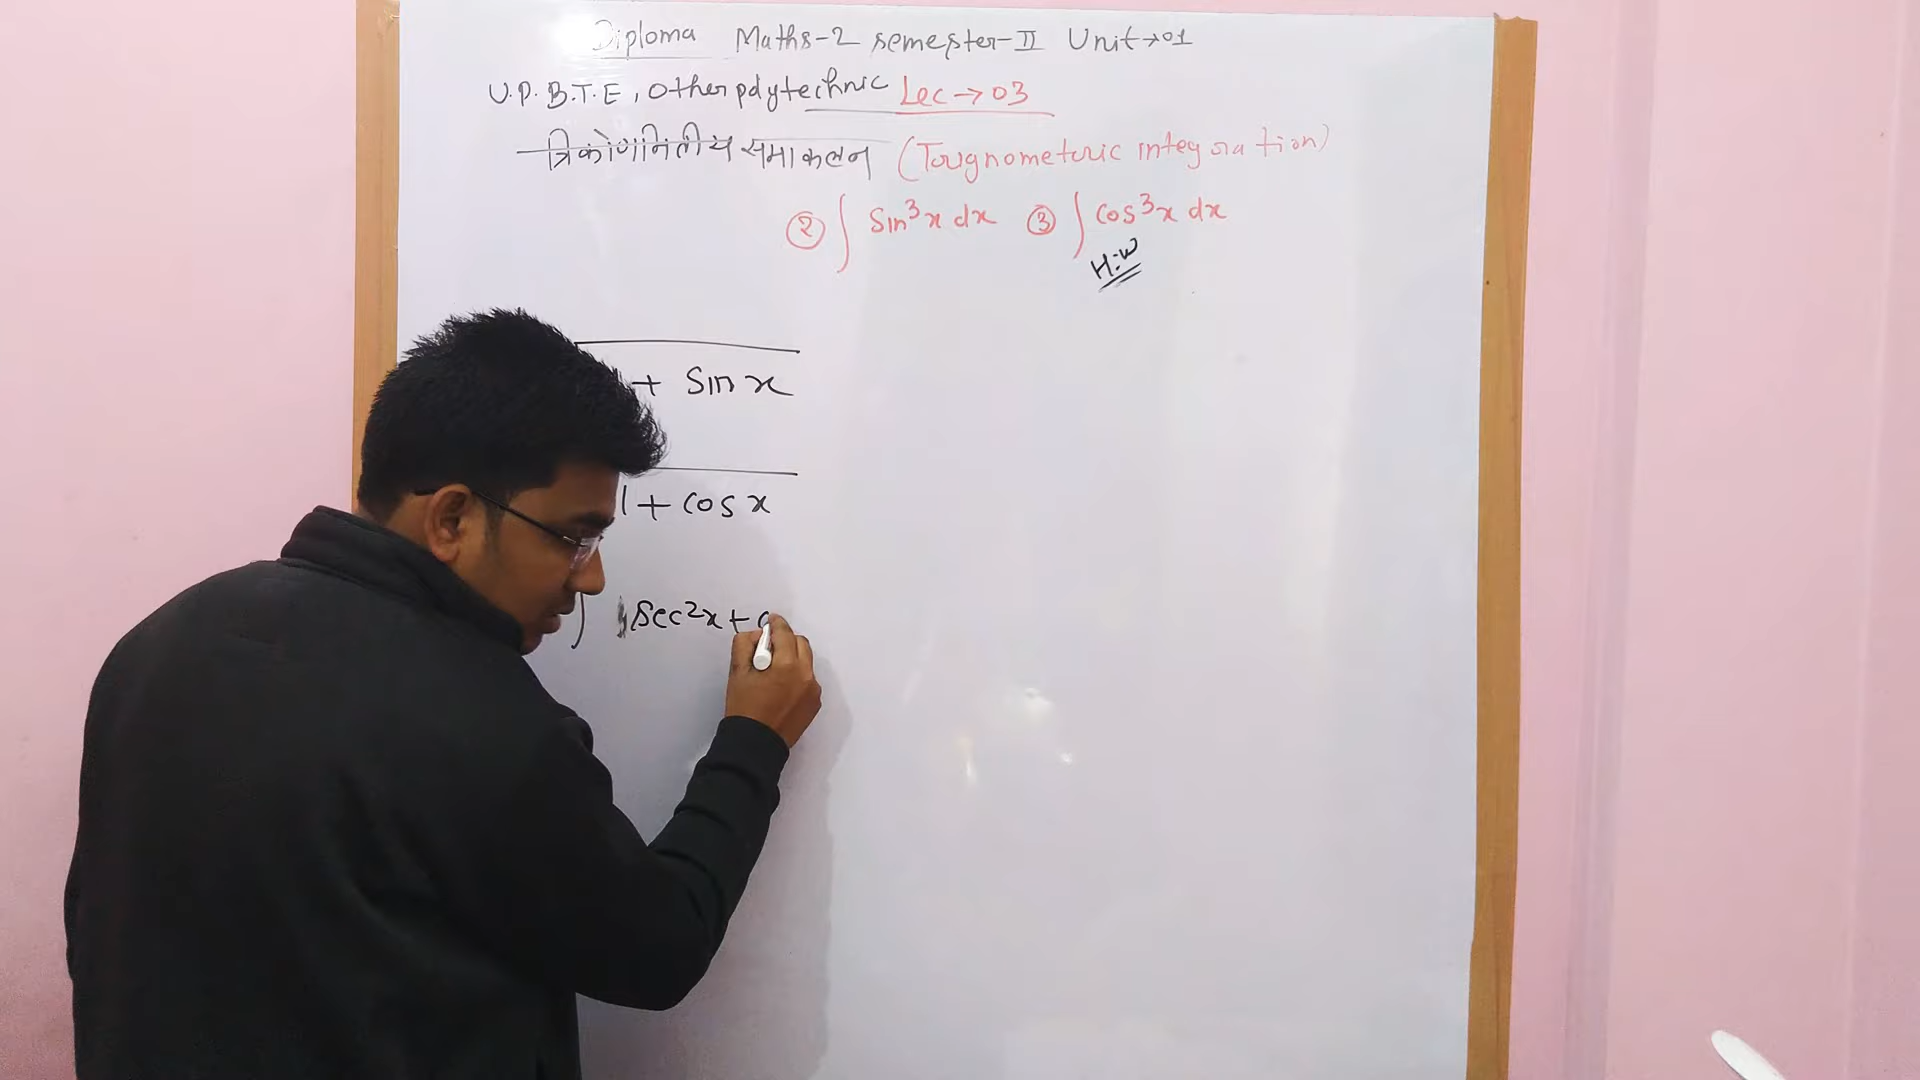 Diploma Maths-2 semester-II Unit→01
U.P.B.T.E, Other polytechnic Lec→03
त्रिकोणमितीय समाकलन (Trignometric integration)
② ∫ Sin³x dx ③ ∫ cos³x dx
H.W
+ Sin x
1 + cos x
∫ sec²x +